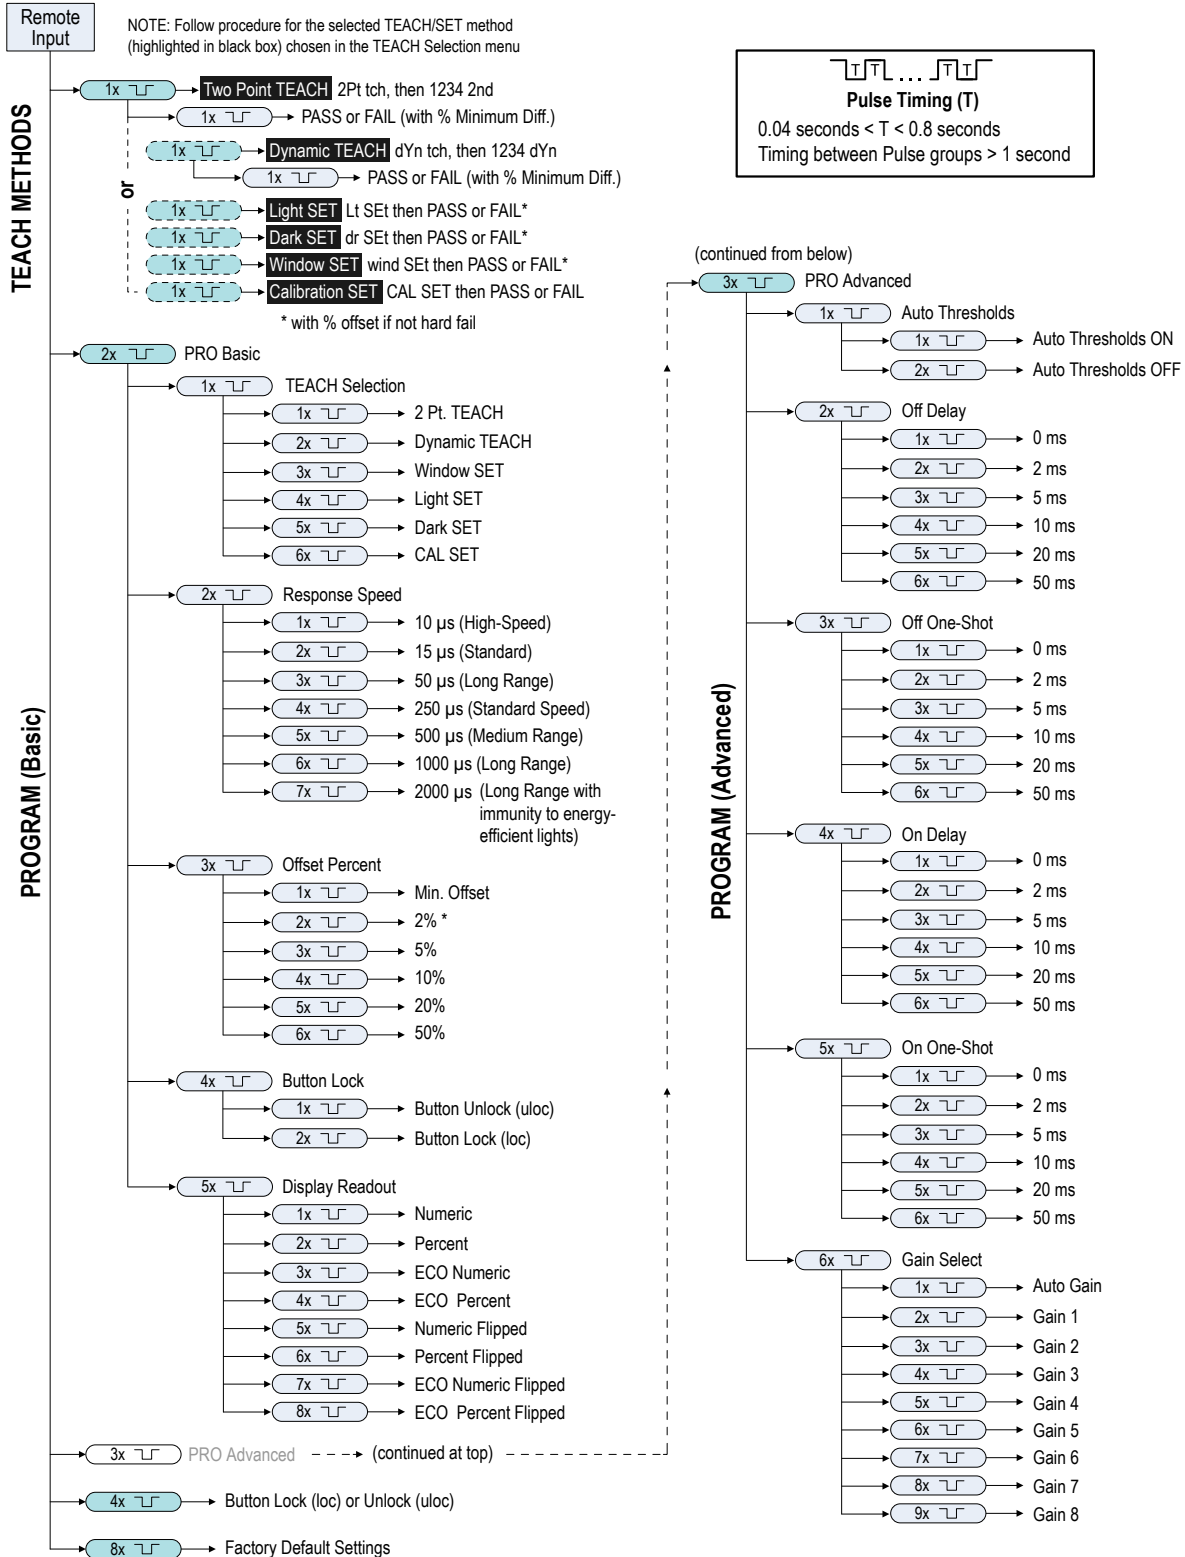 Remote
Input
NOTE: Follow procedure for the selected TEACH/SET method
(highlighted in black box) chosen in the TEACH Selection menu
TEACH METHODS
1x Two Point TEACH 2Pt tch, then 1234 2nd
1x PASS or FAIL (with % Minimum Diff.)
or
1x Dynamic TEACH dYn tch, then 1234 dYn
1x PASS or FAIL (with % Minimum Diff.)
1x Light SET Lt SEt then PASS or FAIL*
1x Dark SET dr SEt then PASS or FAIL*
1x Window SET wind SEt then PASS or FAIL*
1x Calibration SET CAL SET then PASS or FAIL
* with % offset if not hard fail
PROGRAM (Basic)
2x PRO Basic
1x TEACH Selection
1x 2 Pt. TEACH
2x Dynamic TEACH
3x Window SET
4x Light SET
5x Dark SET
6x CAL SET
2x Response Speed
1x 10 µs (High-Speed)
2x 15 µs (Standard)
3x 50 µs (Long Range)
4x 250 µs (Standard Speed)
5x 500 µs (Medium Range)
6x 1000 µs (Long Range)
7x 2000 µs (Long Range with
immunity to energy-
efficient lights)
3x Offset Percent
1x Min. Offset
2x 2% *
3x 5%
4x 10%
5x 20%
6x 50%
4x Button Lock
1x Button Unlock (uloc)
2x Button Lock (loc)
5x Display Readout
1x Numeric
2x Percent
3x ECO Numeric
4x ECO Percent
5x Numeric Flipped
6x Percent Flipped
7x ECO Numeric Flipped
8x ECO Percent Flipped
3x PRO Advanced (continued at top)
4x Button Lock (loc) or Unlock (uloc)
8x Factory Default Settings
T T ... T T
Pulse Timing (T)
0.04 seconds < T < 0.8 seconds
Timing between Pulse groups > 1 second
PROGRAM (Advanced)
(continued from below)
3x PRO Advanced
1x Auto Thresholds
1x Auto Thresholds ON
2x Auto Thresholds OFF
2x Off Delay
1x 0 ms
2x 2 ms
3x 5 ms
4x 10 ms
5x 20 ms
6x 50 ms
3x Off One-Shot
1x 0 ms
2x 2 ms
3x 5 ms
4x 10 ms
5x 20 ms
6x 50 ms
4x On Delay
1x 0 ms
2x 2 ms
3x 5 ms
4x 10 ms
5x 20 ms
6x 50 ms
5x On One-Shot
1x 0 ms
2x 2 ms
3x 5 ms
4x 10 ms
5x 20 ms
6x 50 ms
6x Gain Select
1x Auto Gain
2x Gain 1
3x Gain 2
4x Gain 3
5x Gain 4
6x Gain 5
7x Gain 6
8x Gain 7
9x Gain 8